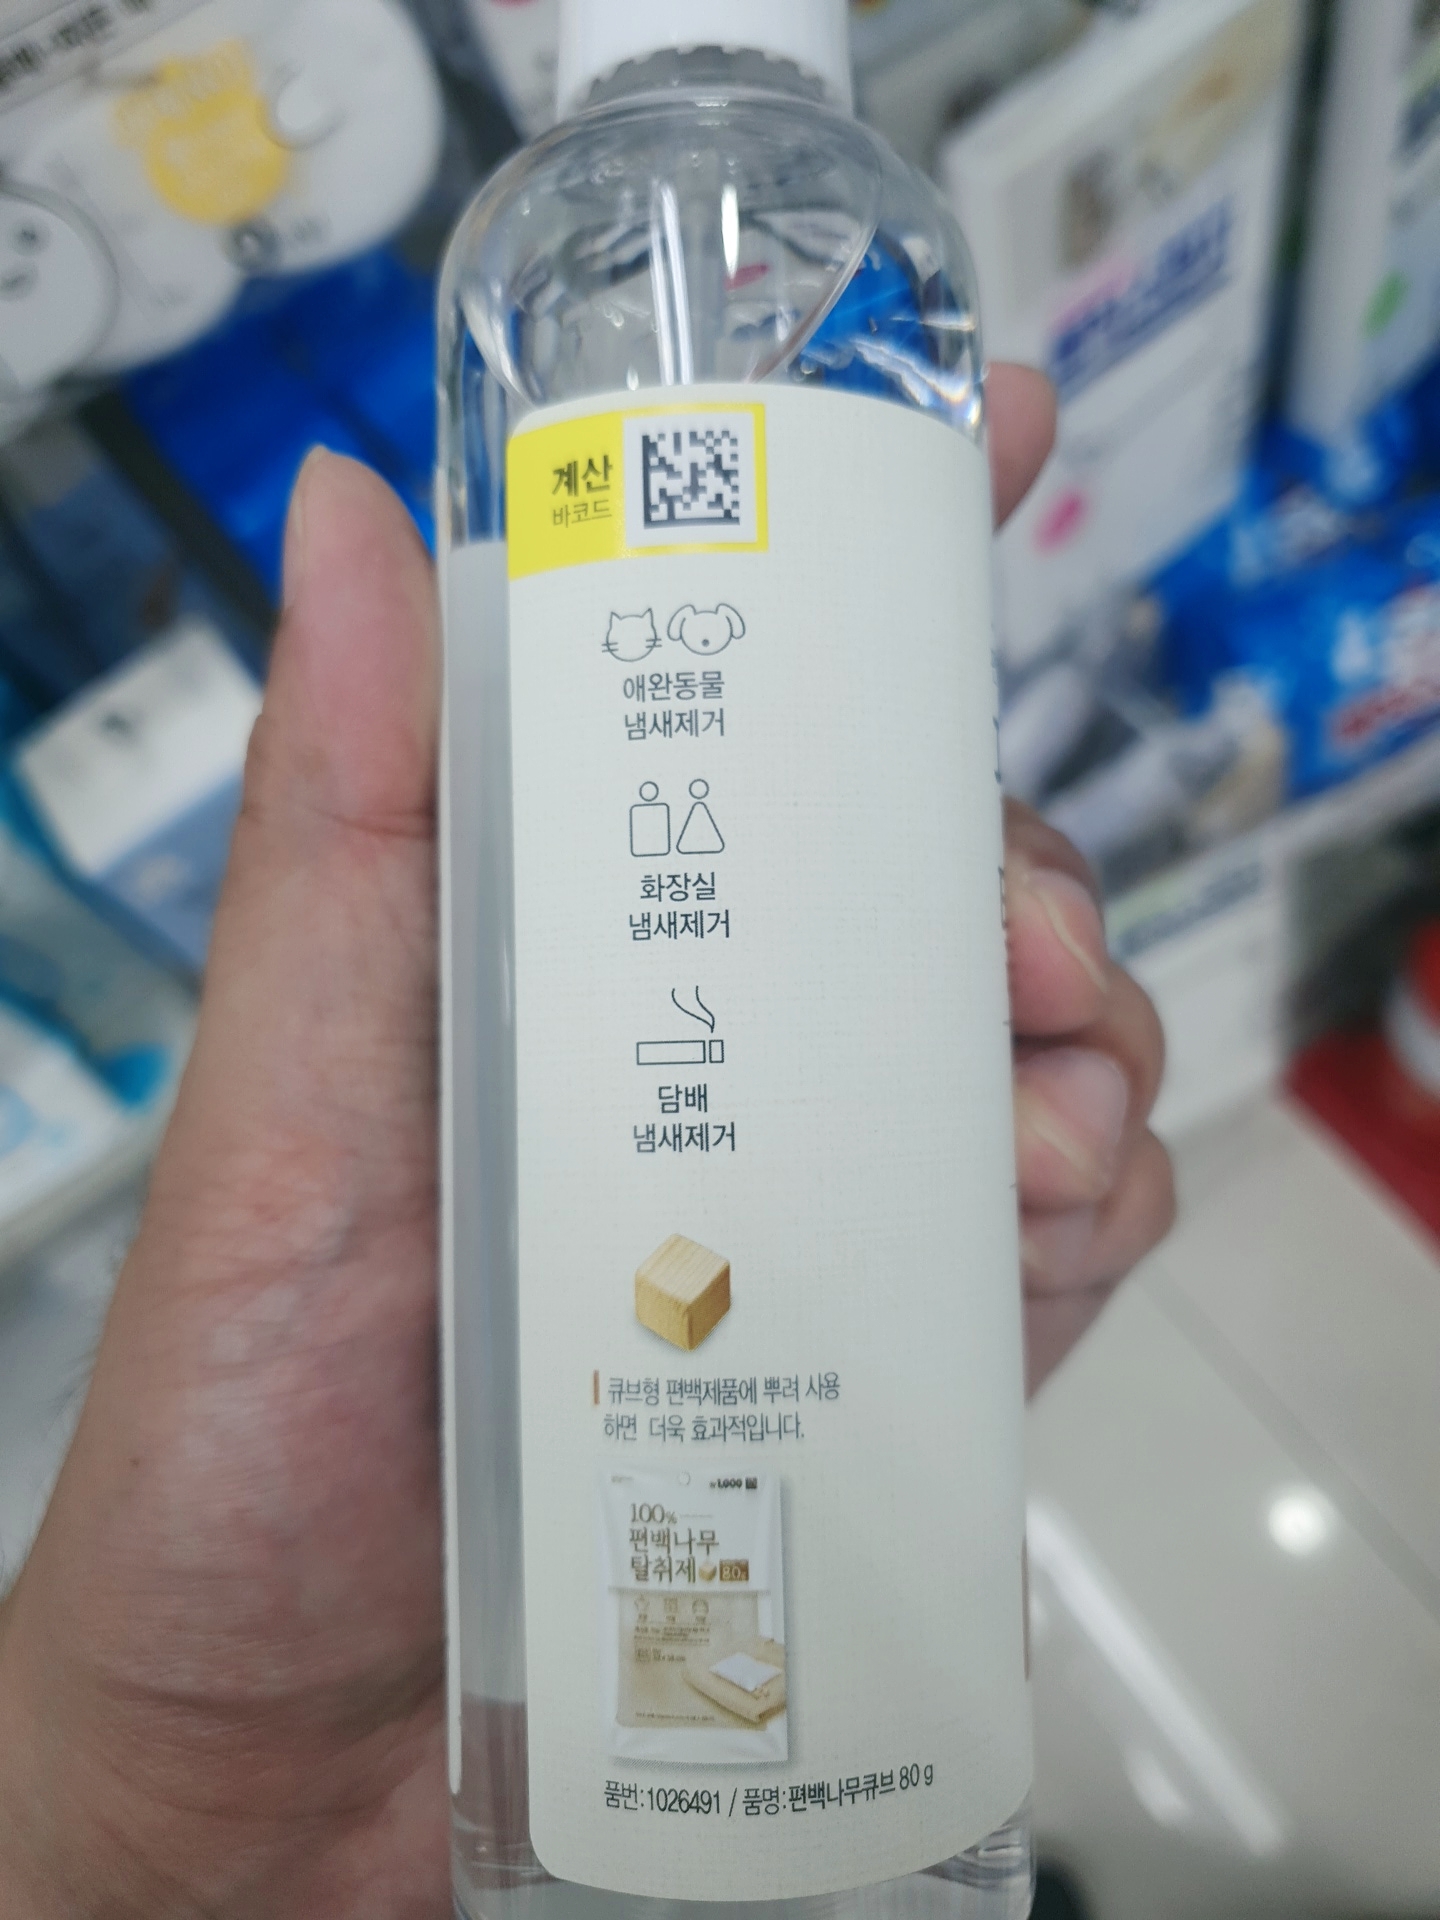 계산
바코드
애완동물
냄새제거
화장실
냄새제거
담배
냄새제거
큐브형 편백제품에 뿌려 사용
하면 더욱 효과적입니다.
1,000
100%
편백나무
탈취제 80g
품번:1026491 / 품명:편백나무큐브 80 g